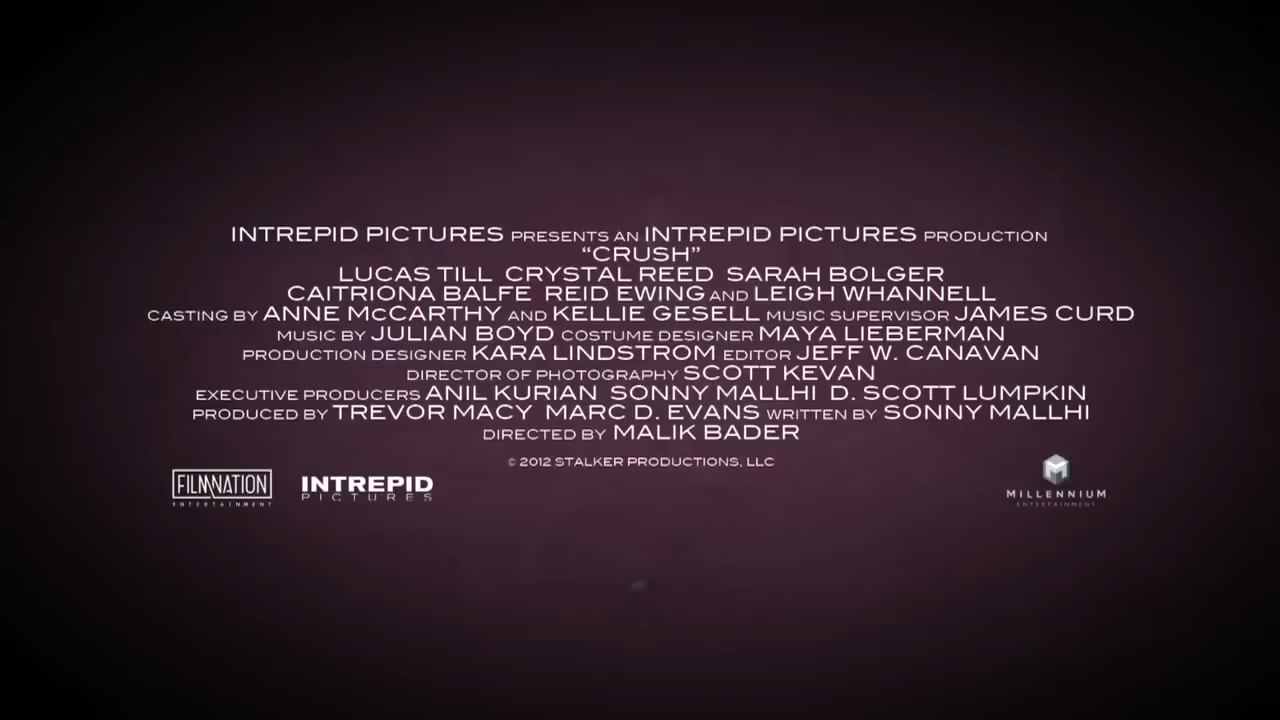 INTREPID PICTURES PRESENTS AN INTREPID PICTURES PRODUCTION
“CRUSH”
LUCAS TILL CRYSTAL REED SARAH BOLGER
CAITRIONA BALFE REID EWING AND LEIGH WHANNELL
CASTING BY ANNE McCARTHY AND KELLIE GESELL MUSIC SUPERVISOR JAMES CURD
MUSIC BY JULIAN BOYD COSTUME DESIGNER MAYA LIEBERMAN
PRODUCTION DESIGNER KARA LINDSTROM EDITOR JEFF W. CANAVAN
DIRECTOR OF PHOTOGRAPHY SCOTT KEVAN
EXECUTIVE PRODUCERS ANIL KURIAN SONNY MALLHI D. SCOTT LUMPKIN
PRODUCED BY TREVOR MACY MARC D. EVANS WRITTEN BY SONNY MALLHI
DIRECTED BY MALIK BADER
© 2012 STALKER PRODUCTIONS, LLC
FILMNATION
ENTERTAINMENT
INTREPID
PICTURES
MILLENNIUM
ENTERTAINMENT